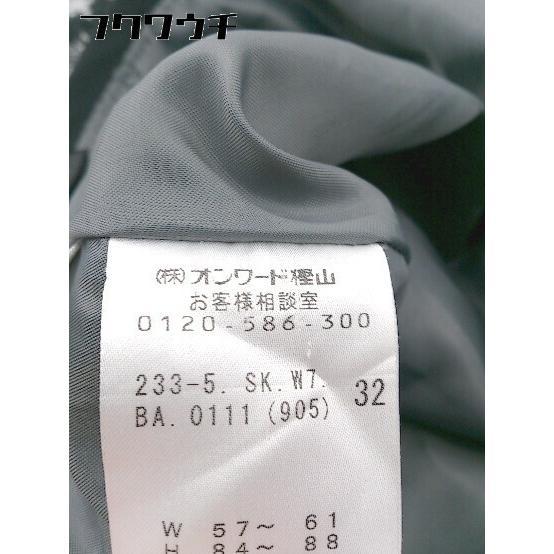 フクワウチ
(株)オンワード樫山
お客様相談室
0120-586-300
233-5. SK. W7. 32
BA. 0111 (905)
W 57～ 61
H 84～ 88